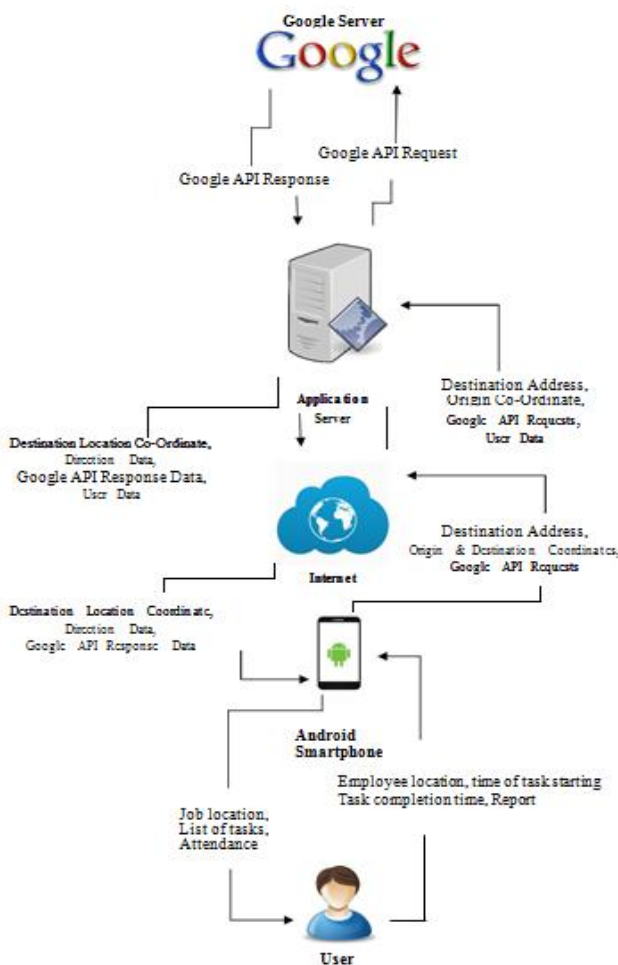 Google Server
Google
Google API Request
Google API Response
Destination Address,
Origin Co-Ordinate,
Google API Requests,
User Data
Application
Server
Destination Location Co-Ordinate,
Direction Data,
Google API Response Data,
User Data
Destination Address,
Origin & Destination Coordinates,
Google API Requests
Internet
Destination Location Coordinate,
Direction Data,
Google API Response Data
Android
Smartphone
Employee location, time of task starting
Task completion time, Report
Job location,
List of tasks,
Attendance
User